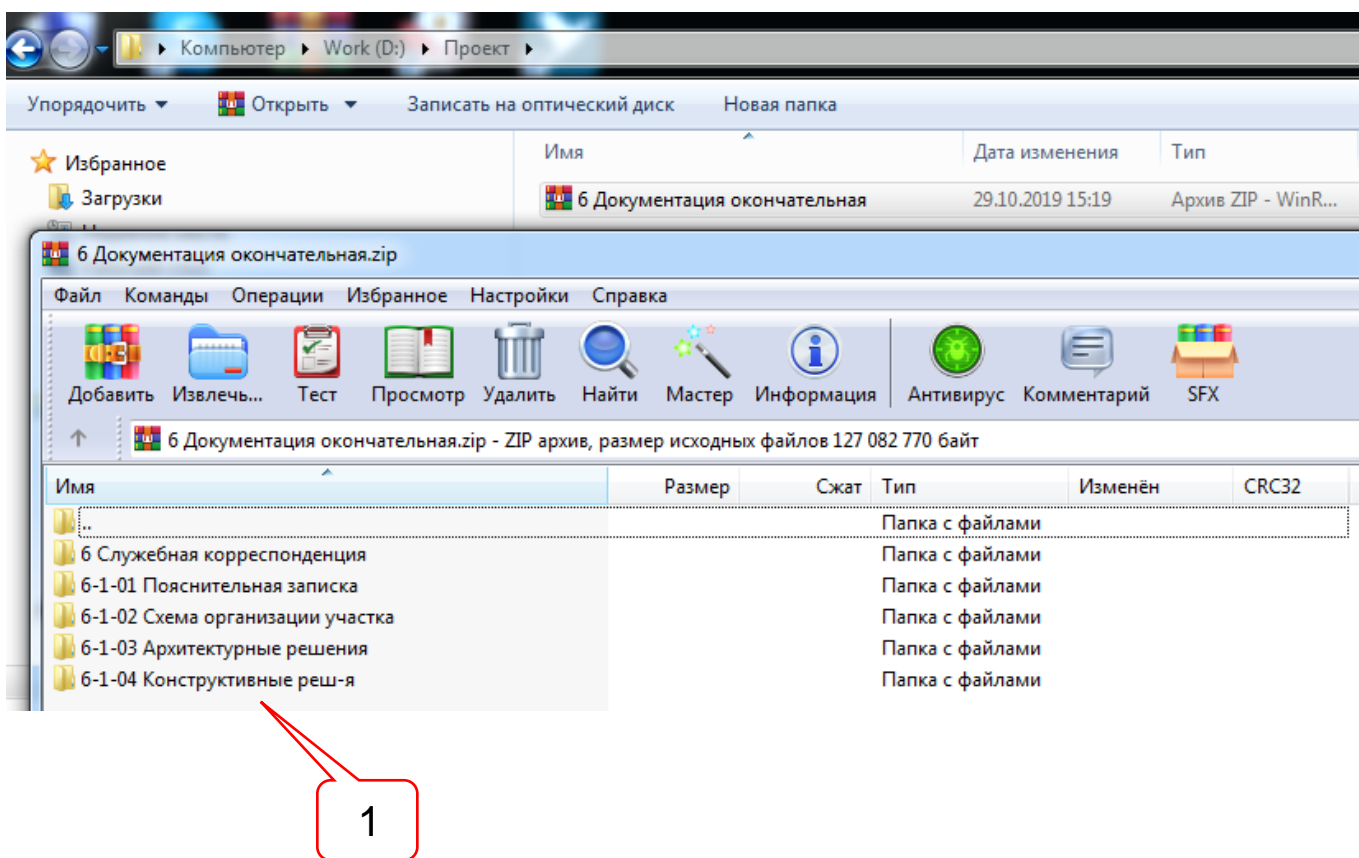 Компьютер Work (D:) Проект
Упорядочить Открыть Записать на оптический диск Новая папка
Избранное
Загрузки
Имя Дата изменения Тип
6 Документация окончательная 29.10.2019 15:19 Архив ZIP - WinR...
6 Документация окончательная.zip
Файл Команды Операции Избранное Настройки Справка
Добавить Извлечь... Тест Просмотр Удалить Найти Мастер Информация Антивирус Комментарий SFX
6 Документация окончательная.zip - ZIP архив, размер исходных файлов 127 082 770 байт
Имя Размер Сжат Тип Изменён CRC32
.. Папка с файлами
6 Служебная корреспонденция Папка с файлами
6-1-01 Пояснительная записка Папка с файлами
6-1-02 Схема организации участка Папка с файлами
6-1-03 Архитектурные решения Папка с файлами
6-1-04 Конструктивные реш-я Папка с файлами
1